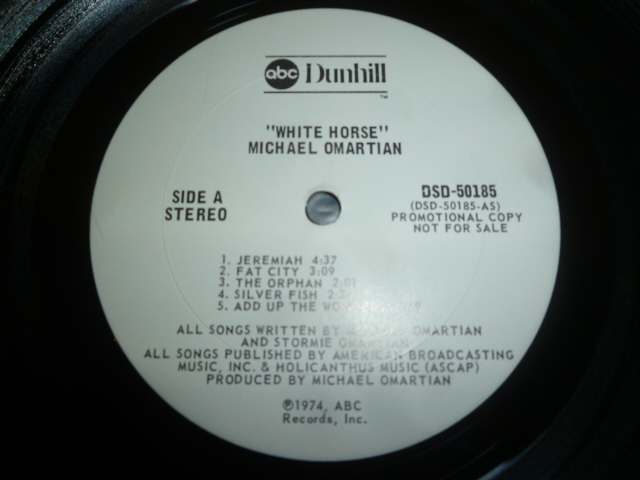 abc Dunhill
TM
"WHITE HORSE"
MICHAEL OMARTIAN
SIDE A
STEREO
DSD-50185
(DSD-50185-AS)
PROMOTIONAL COPY
NOT FOR SALE
1. JEREMIAH 4:37
2. FAT CITY 3:09
3. THE ORPHAN 2:01
4. SILVER FISH
5. ADD UP THE
ALL SONGS WRITTEN BY OMARTIAN
AND STORMIE OMARTIAN
ALL SONGS PUBLISHED BY AMERICAN BROADCASTING
MUSIC, INC. & HOLICANTHUS MUSIC (ASCAP)
PRODUCED BY MICHAEL OMARTIAN
℗1974, ABC
Records, Inc.